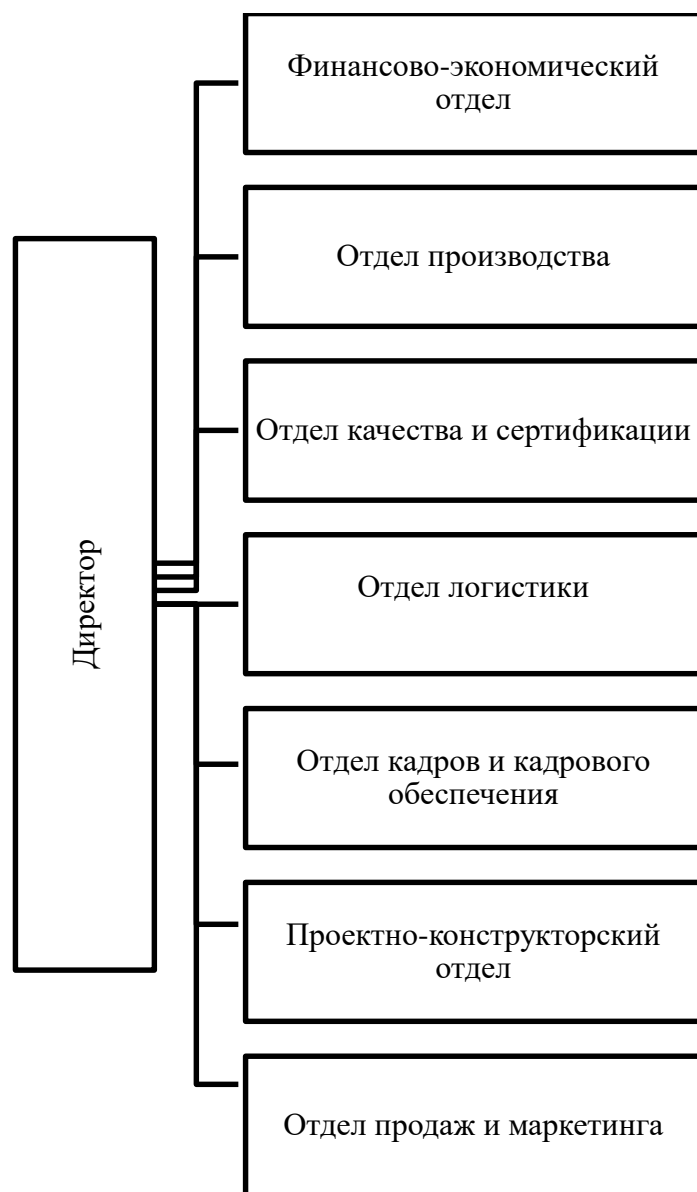 Финансово-экономический
отдел
Отдел производства
Отдел качества и сертификации
Директор
Отдел логистики
Отдел кадров и кадрового
обеспечения
Проектно-конструкторский
отдел
Отдел продаж и маркетинга